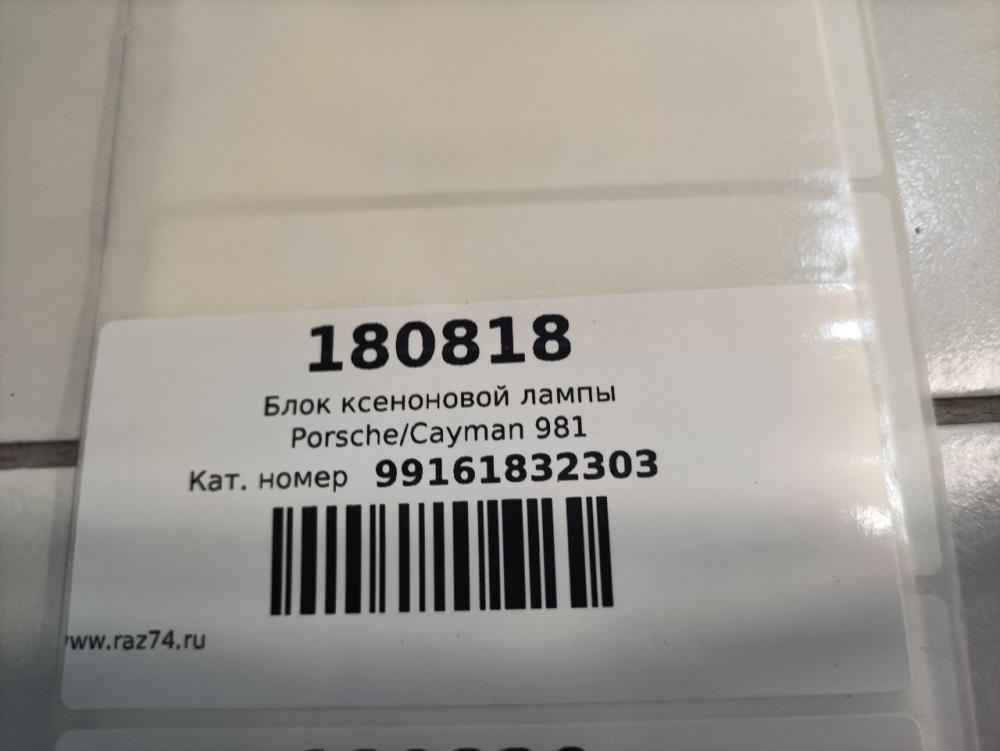 180818
Блок ксеноновой лампы
Porsche/Cayman 981
Кат. номер 99161832303
www.raz74.ru